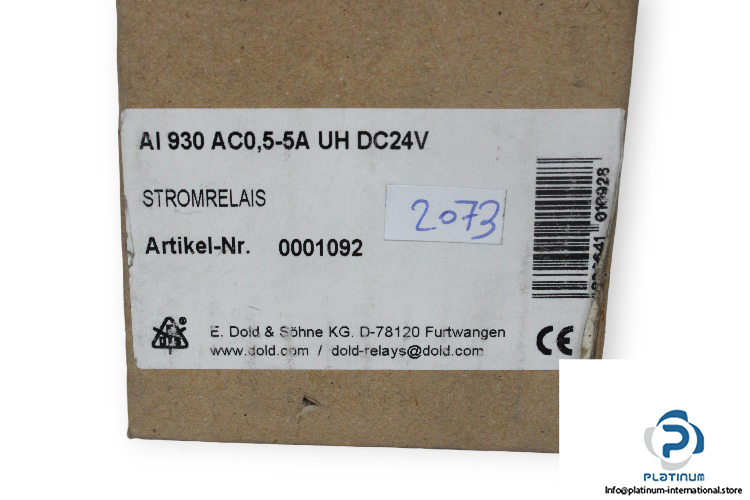 AI 930 AC0,5-5A UH DC24V
STROMRELAIS
2073
Artikel-Nr. 0001092
E. Dold & Söhne KG. D-78120 Furtwangen
www.dold.com / dold-relays@dold.com
CE
010928
PLATINUM
Info@platinum-international.store